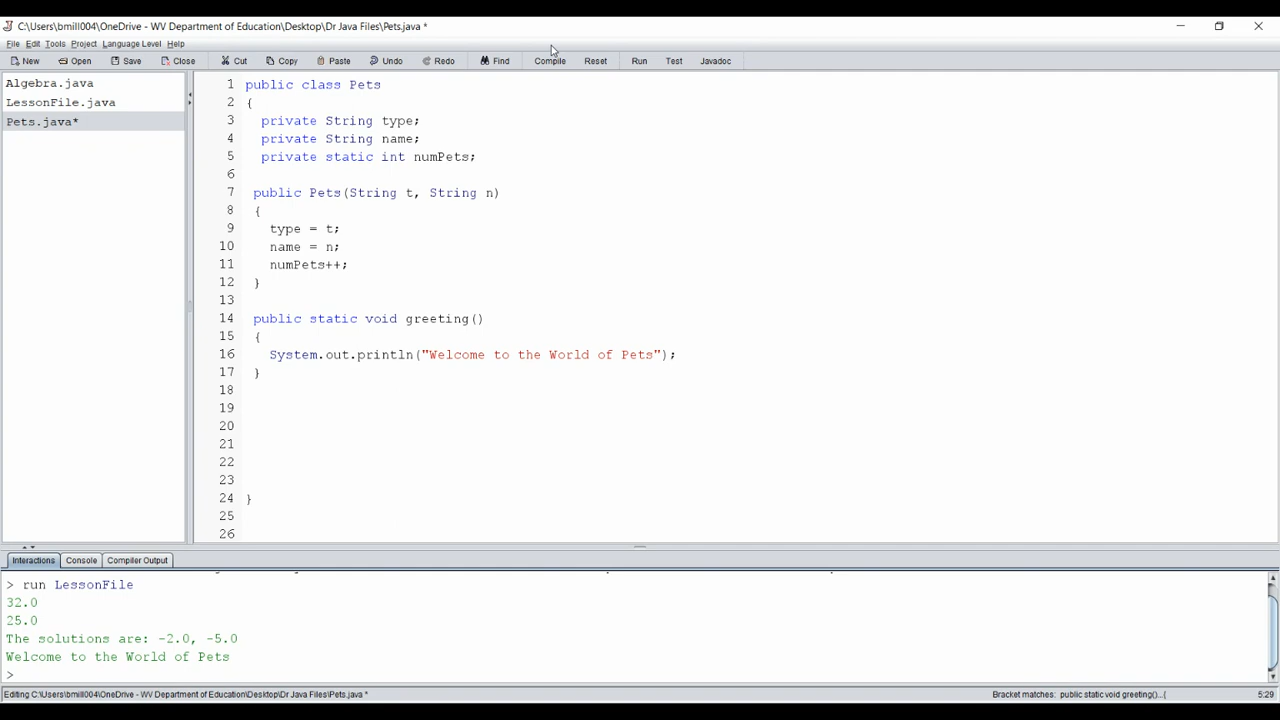 C:\Users\bmill004\OneDrive - WV Department of Education\Desktop\Dr Java Files\Pets.java *
File Edit Tools Project Language Level Help
New Open Save Close Cut Copy Paste Undo Redo Find Compile Reset Run Test Javadoc
Algebra.java
LessonFile.java
Pets.java*
1 public class Pets
2 {
3 private String type;
4 private String name;
5 private static int numPets;
6
7 public Pets(String t, String n)
8 {
9 type = t;
10 name = n;
11 numPets++;
12 }
13
14 public static void greeting()
15 {
16 System.out.println("Welcome to the World of Pets");
17 }
18
19
20
21
22
23
24 }
25
26
Interactions Console Compiler Output
> run LessonFile
32.0
25.0
The solutions are: -2.0, -5.0
Welcome to the World of Pets
>
Editing C:\Users\bmill004\OneDrive - WV Department of Education\Desktop\Dr Java Files\Pets.java * Bracket matches: public static void greeting()...{ 5:29